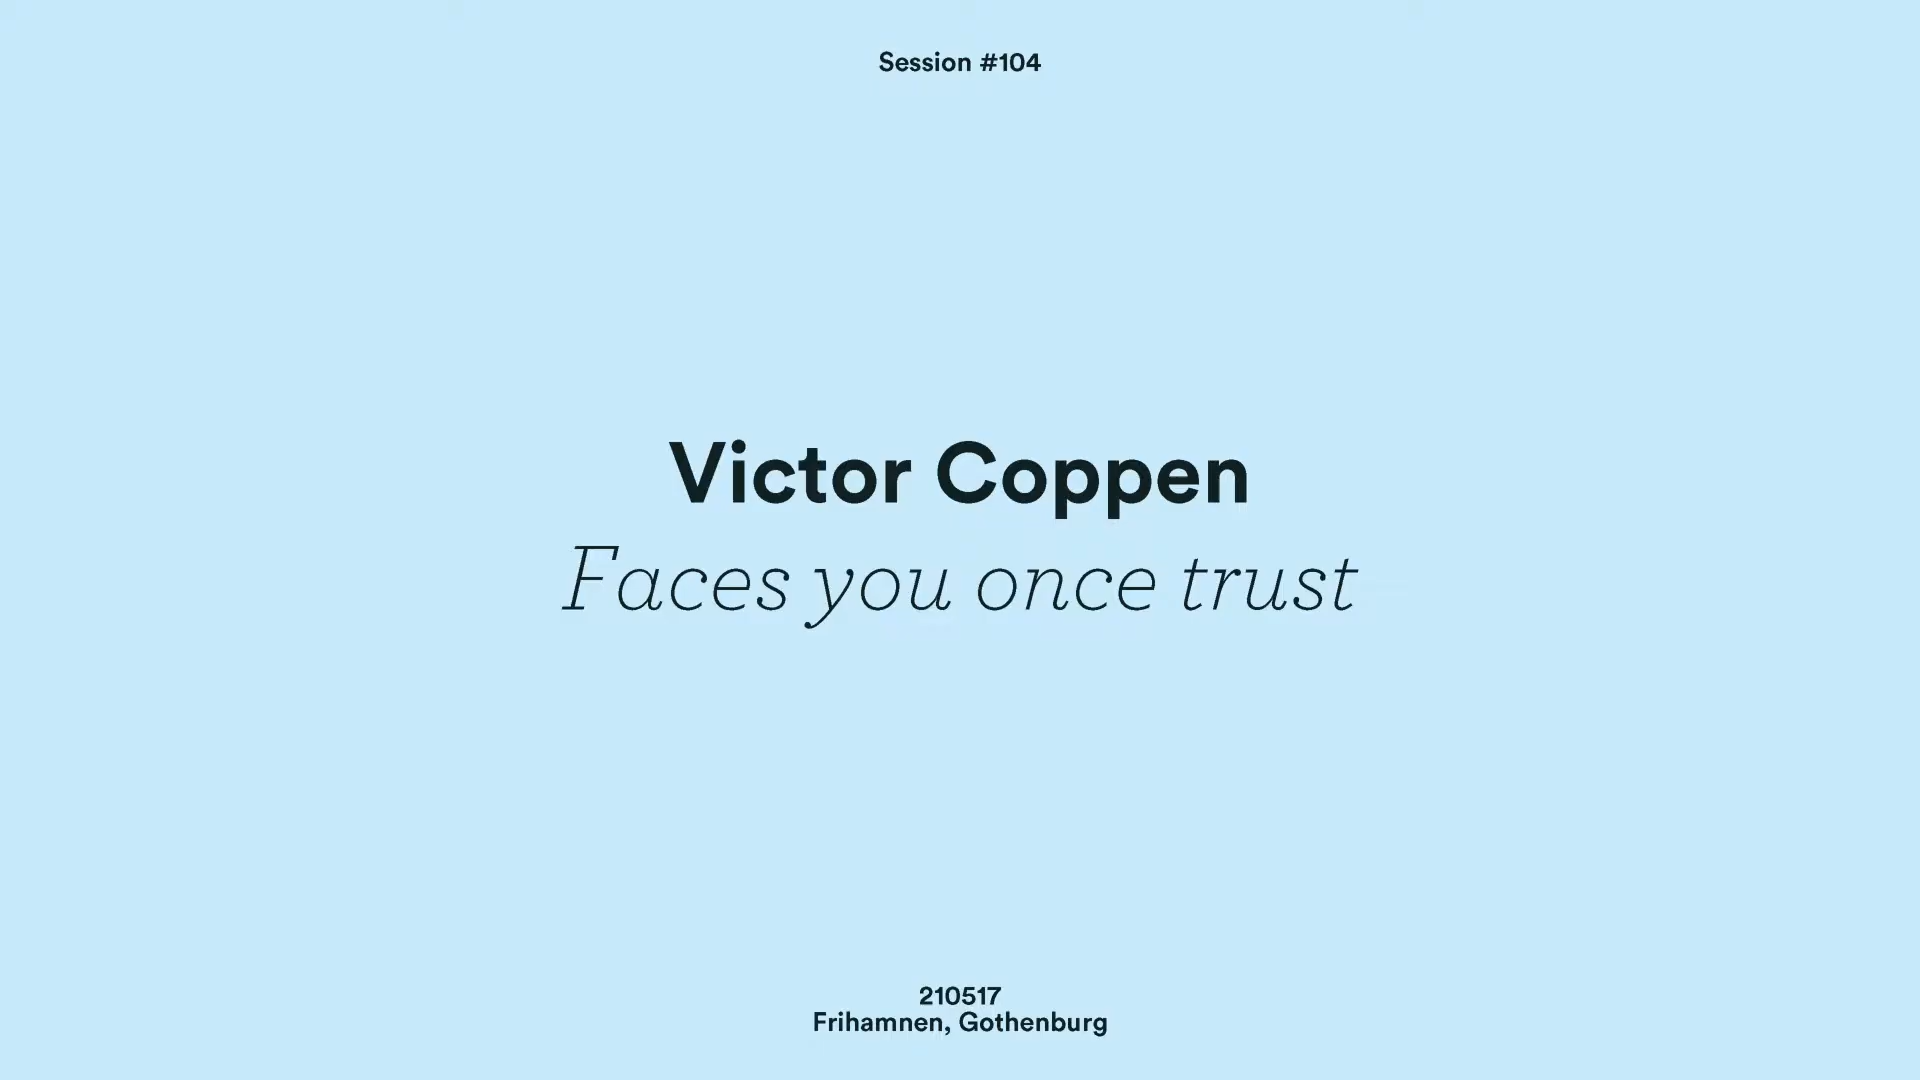 Session #104
Victor Coppen
Faces you once trust
210517
Frihamnen, Gothenburg